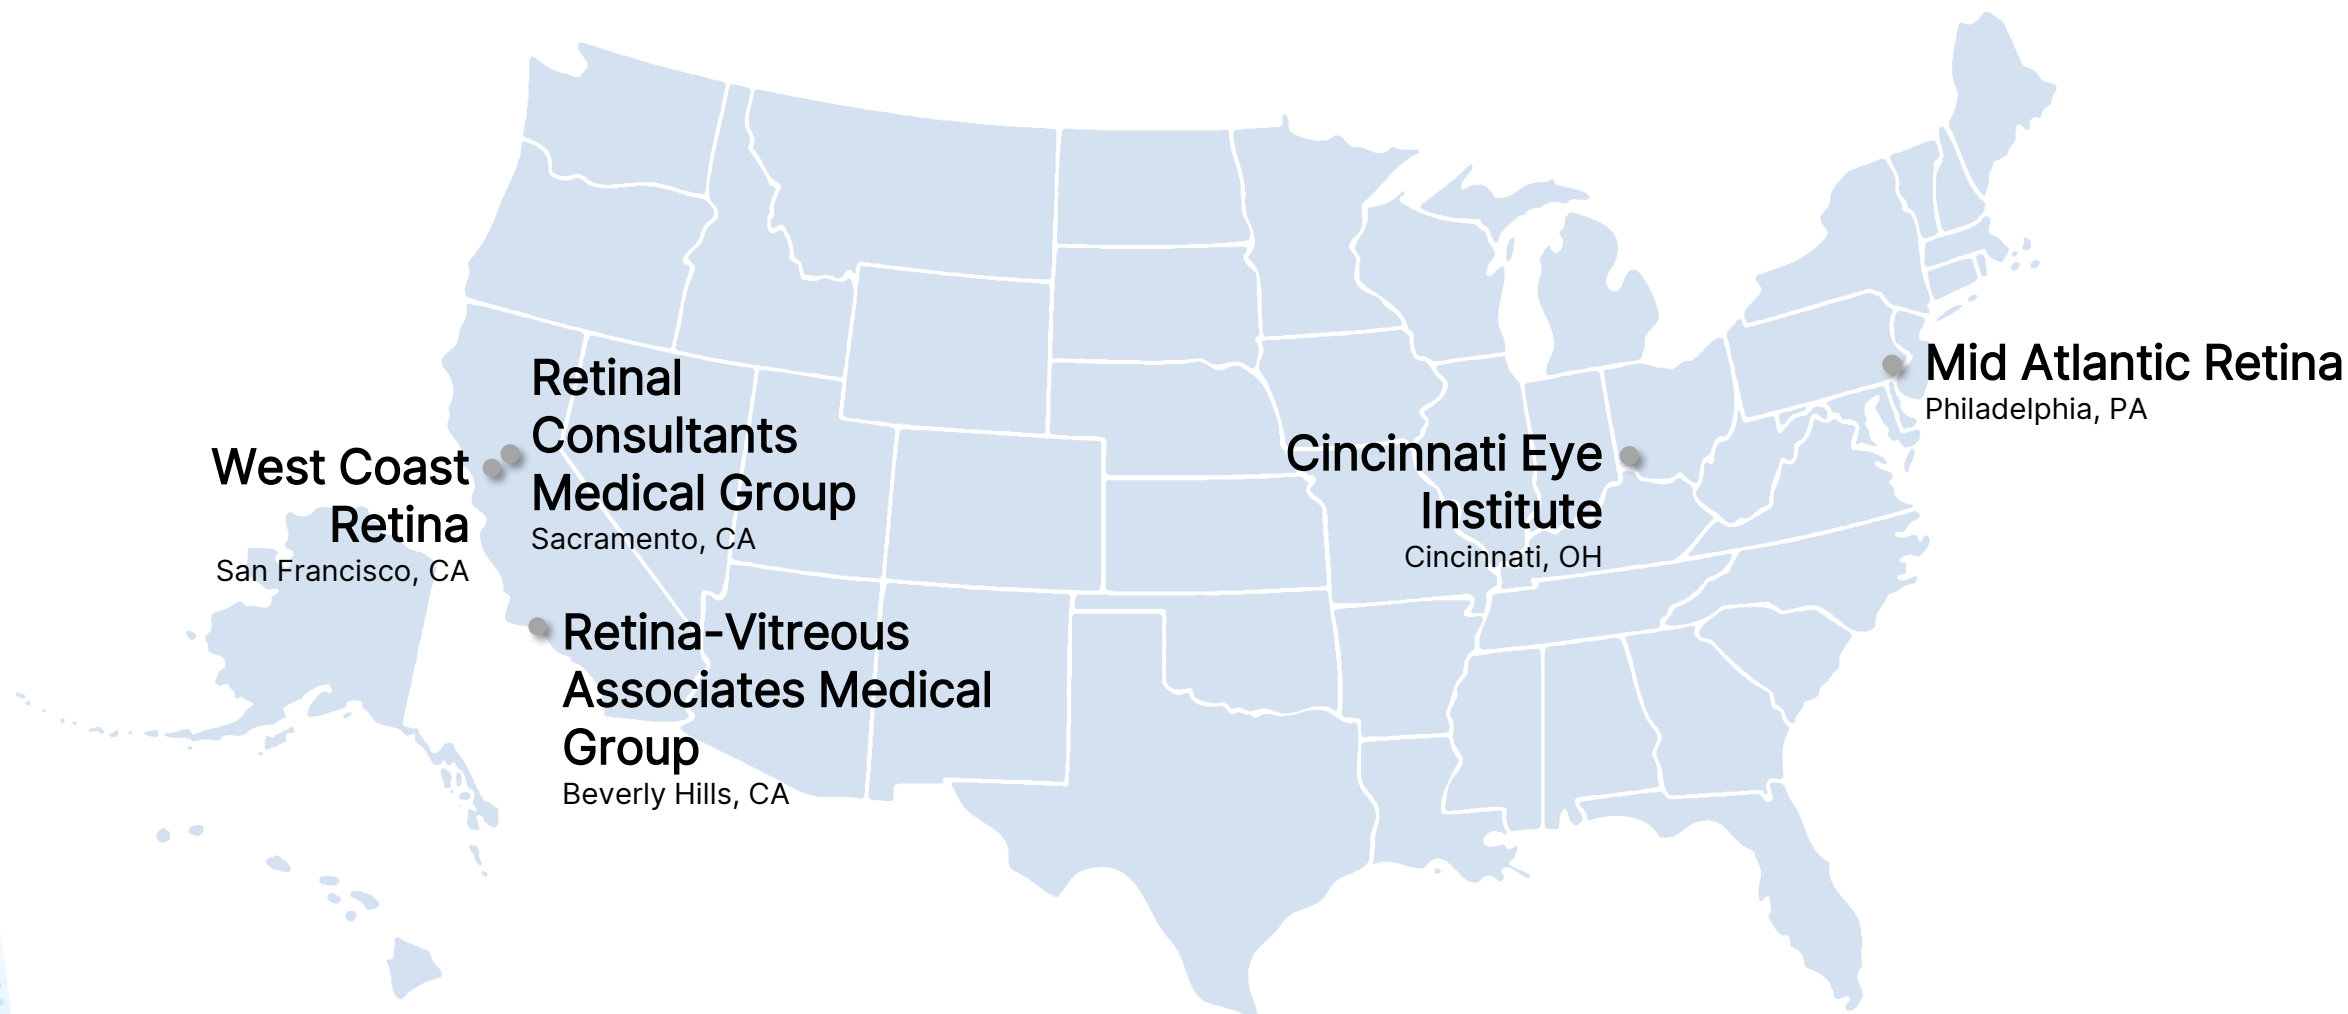 West Coast
Retina
San Francisco, CA
Retinal
Consultants
Medical Group
Sacramento, CA
Retina-Vitreous
Associates Medical
Group
Beverly Hills, CA
Cincinnati Eye
Institute
Cincinnati, OH
Mid Atlantic Retina
Philadelphia, PA